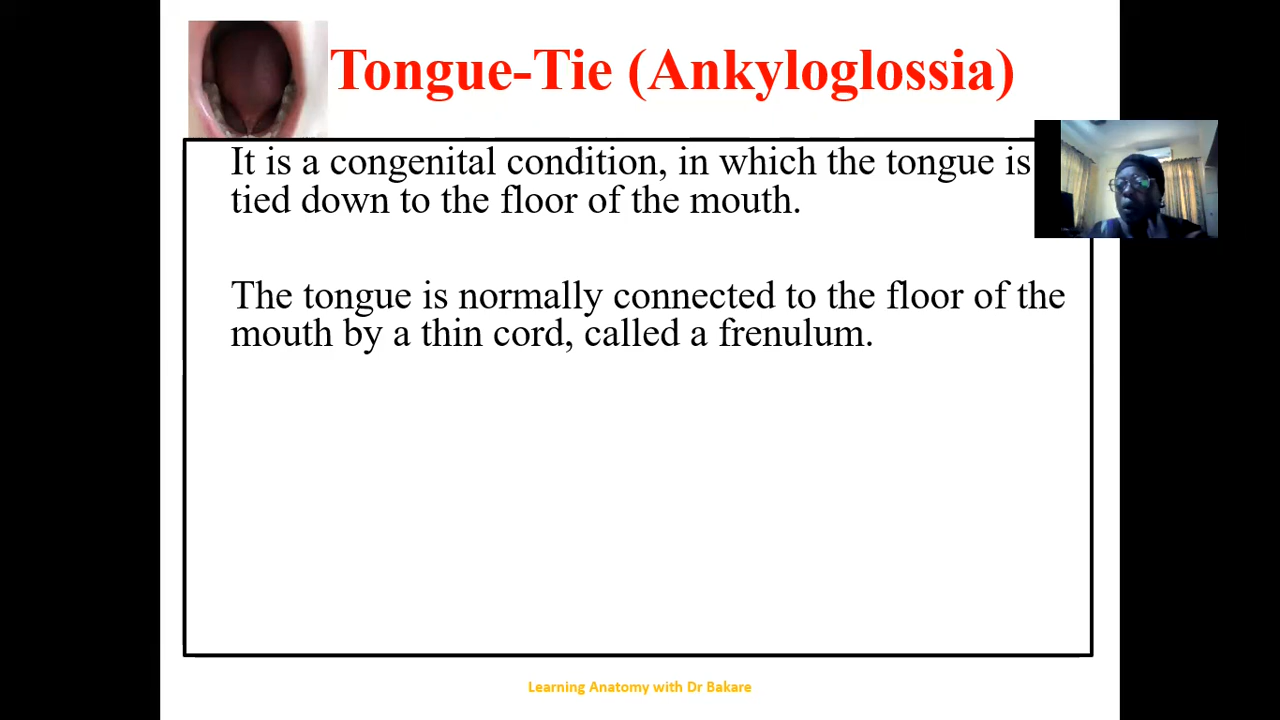 Tongue-Tie (Ankyloglossia)
It is a congenital condition, in which the tongue is
tied down to the floor of the mouth.
The tongue is normally connected to the floor of the
mouth by a thin cord, called a frenulum.
Learning Anatomy with Dr Bakare